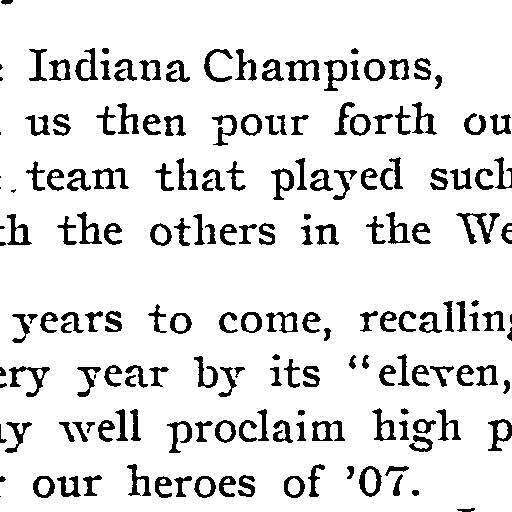 Indiana Champions,
us then pour forth ou
team that played such
th the others in the We
years to come, recalling
ery year by its "eleven,
ay well proclaim high p
r our heroes of '07.